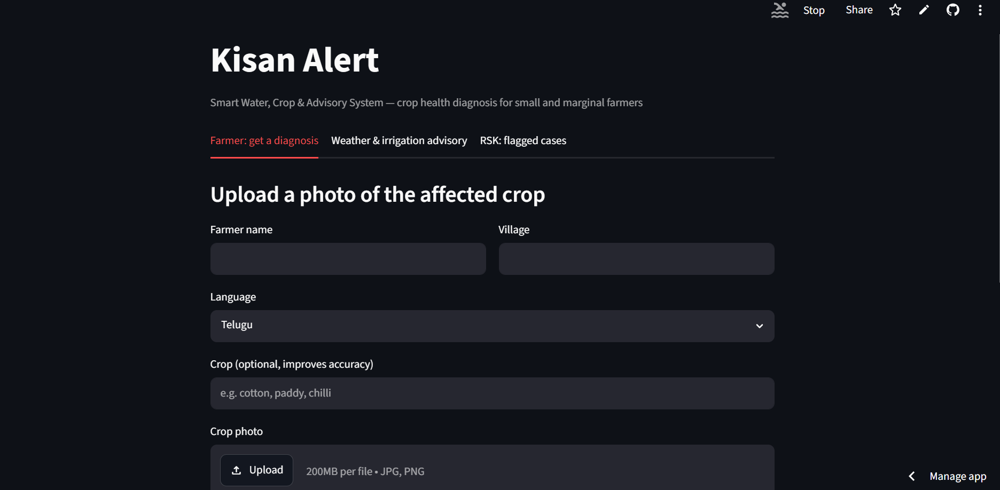 Stop Share
Kisan Alert
Smart Water, Crop & Advisory System — crop health diagnosis for small and marginal farmers
Farmer: get a diagnosis Weather & irrigation advisory RSK: flagged cases
Upload a photo of the affected crop
Farmer name Village
Language
Telugu
Crop (optional, improves accuracy)
e.g. cotton, paddy, chilli
Crop photo
Upload 200MB per file • JPG, PNG
Manage app